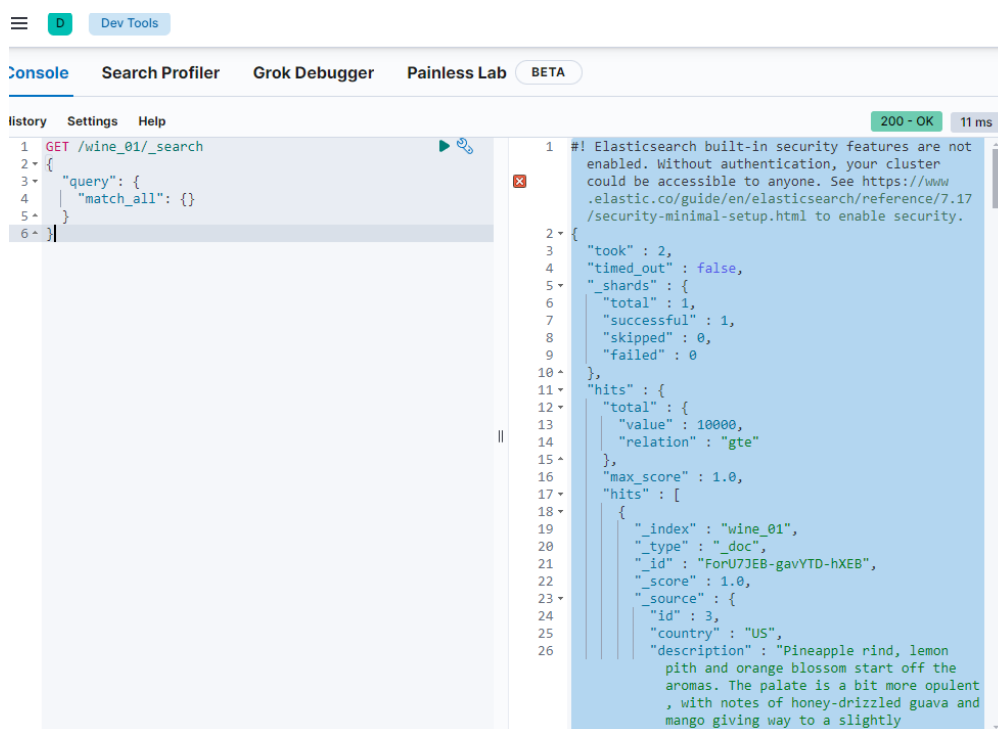 D Dev Tools
Console Search Profiler Grok Debugger Painless Lab BETA
History Settings Help 200 - OK 11 ms
1 GET /wine_01/_search
2 {
3 "query": {
4 "match_all": {}
5 }
6 }
1 #! Elasticsearch built-in security features are not
enabled. Without authentication, your cluster
could be accessible to anyone. See https://www
.elastic.co/guide/en/elasticsearch/reference/7.17
/security-minimal-setup.html to enable security.
2 {
3 "took" : 2,
4 "timed_out" : false,
5 "_shards" : {
6 "total" : 1,
7 "successful" : 1,
8 "skipped" : 0,
9 "failed" : 0
10 },
11 "hits" : {
12 "total" : {
13 "value" : 10000,
14 "relation" : "gte"
15 },
16 "max_score" : 1.0,
17 "hits" : [
18 {
19 "_index" : "wine_01",
20 "_type" : "_doc",
21 "_id" : "ForU7JEB-gavYTD-hXEB",
22 "_score" : 1.0,
23 "_source" : {
24 "id" : 3,
25 "country" : "US",
26 "description" : "Pineapple rind, lemon
pith and orange blossom start off the
aromas. The palate is a bit more opulent
, with notes of honey-drizzled guava and
mango giving way to a slightly